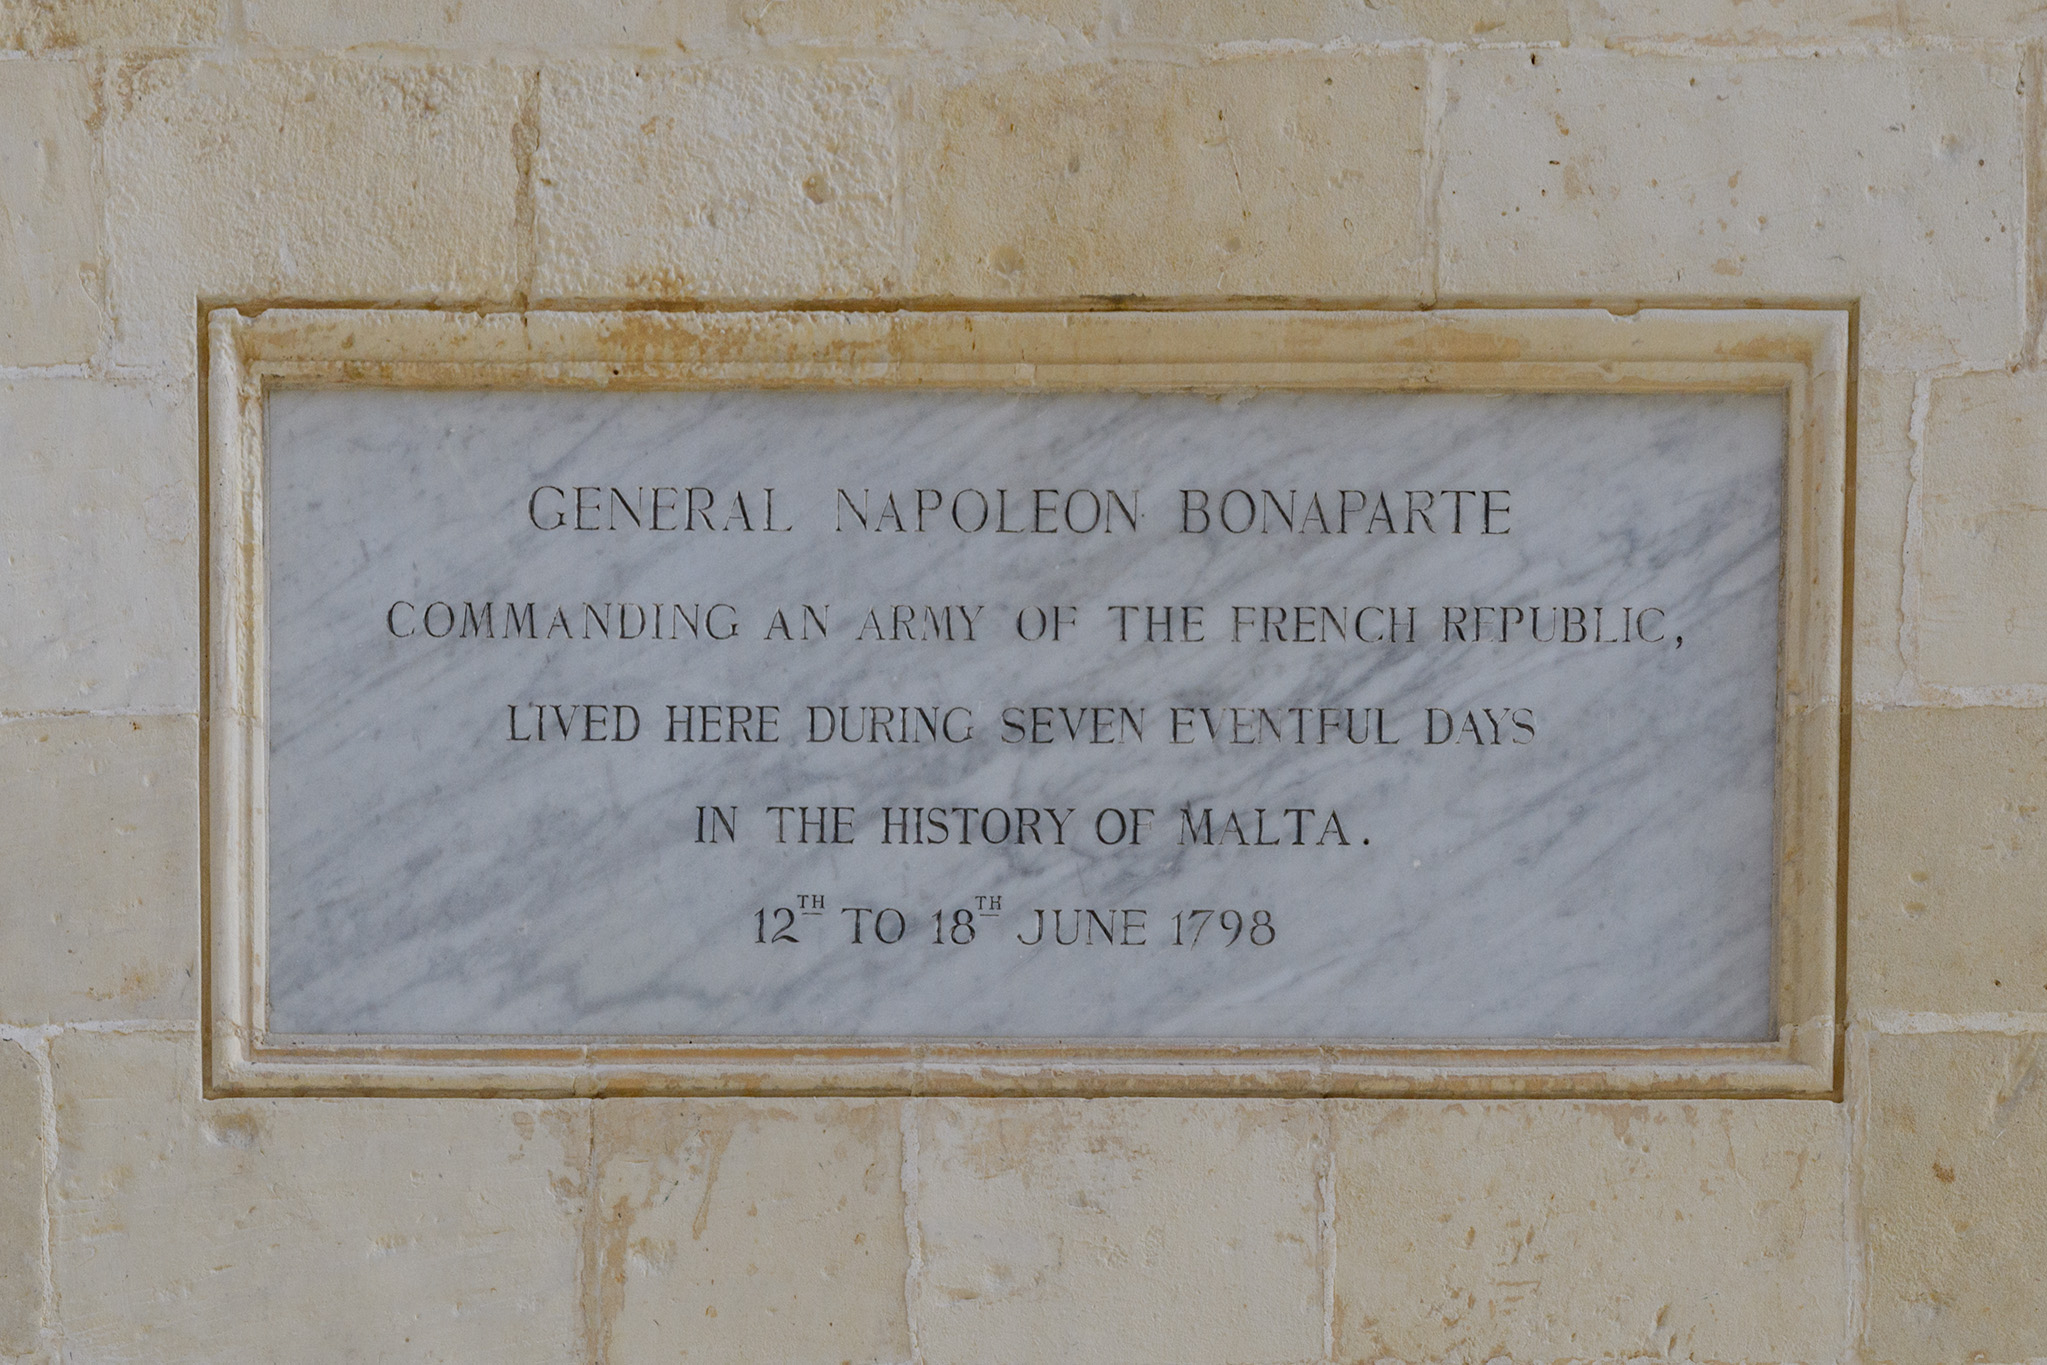 GENERAL NAPOLEON BONAPARTE
COMMANDING AN ARMY OF THE FRENCH REPUBLIC,
LIVED HERE DURING SEVEN EVENTFUL DAYS
IN THE HISTORY OF MALTA.
12TH TO 18TH JUNE 1798